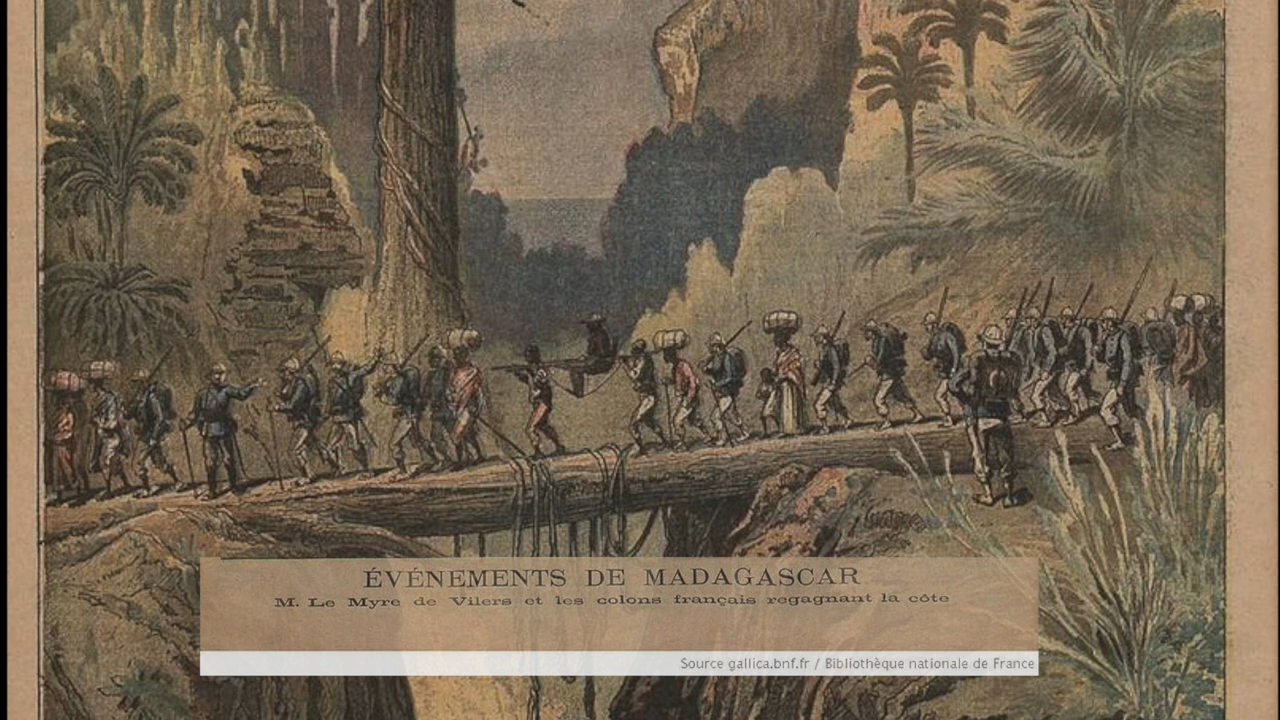 ÉVÉNEMENTS DE MADAGASCAR
M. Le Myre de Vilers et les colons français regagnant la côte
Source gallica.bnf.fr / Bibliothèque nationale de France